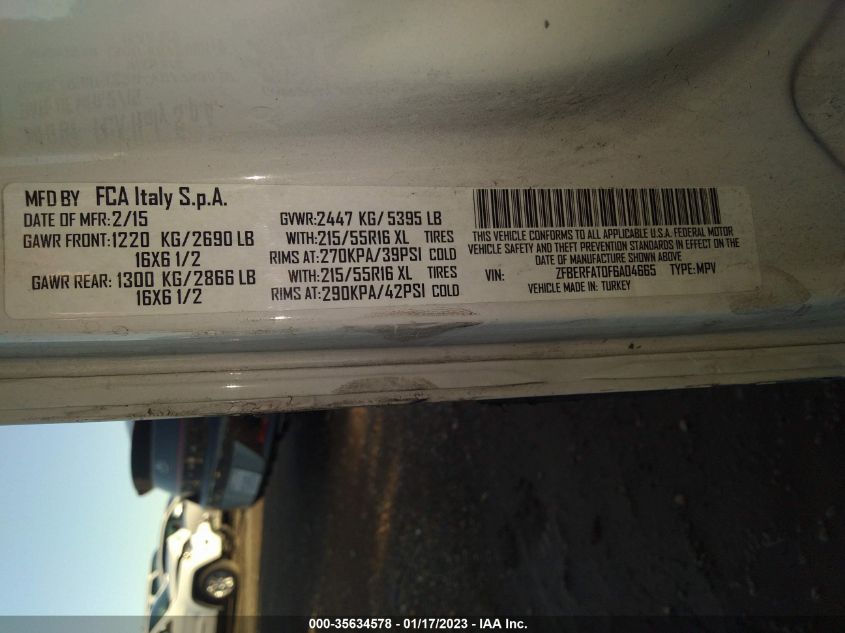 MFD BY FCA Italy S.p.A.
DATE OF MFR:2/15
GVWR:2447 KG/ 5395 LB
GAWR FRONT:1220 KG/2690 LB WITH:215/55R16 XL TIRES
16X6 1/2 RIMS AT:270KPA/39PSI COLD
GAWR REAR: 1300 KG/2866 LB WITH:215/55R16 XL TIRES
16X6 1/2 RIMS AT:290KPA/42PSI COLD
THIS VEHICLE CONFORMS TO ALL APPLICABLE U.S.A. FEDERAL MOTOR
VEHICLE SAFETY AND THEFT PREVENTION STANDARDS IN EFFECT ON THE
DATE OF MANUFACTURE SHOWN ABOVE
VIN: ZFBERFAT0F6A04665 TYPE:MPV
VEHICLE MADE IN: TURKEY
000-35634578 - 01/17/2023 - IAA Inc.